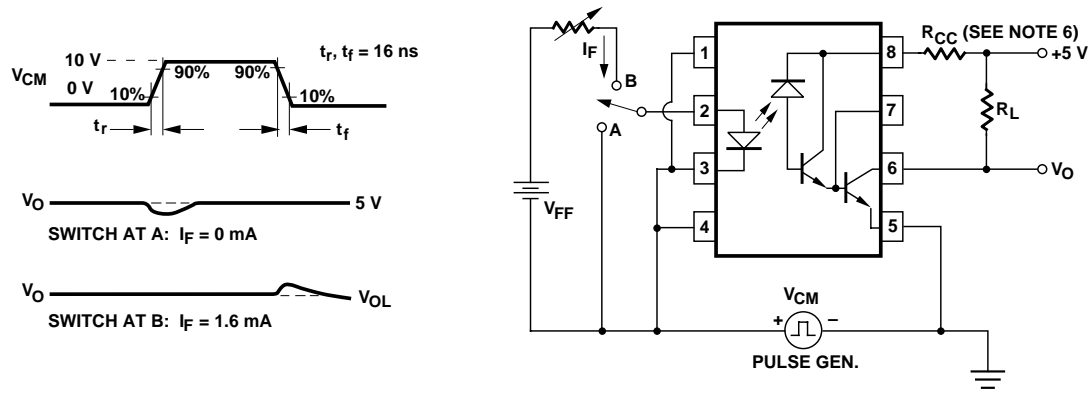 10 V
t_r, t_f = 16 ns
V_CM
90%
90%
0 V
10%
10%
t_r
t_f
V_O
5 V
SWITCH AT A: I_F = 0 mA
V_O
V_OL
SWITCH AT B: I_F = 1.6 mA
I_F
B
A
V_FF
1
2
3
4
8
7
6
5
R_CC (SEE NOTE 6)
+5 V
R_L
V_O
V_CM
+
–
PULSE GEN.